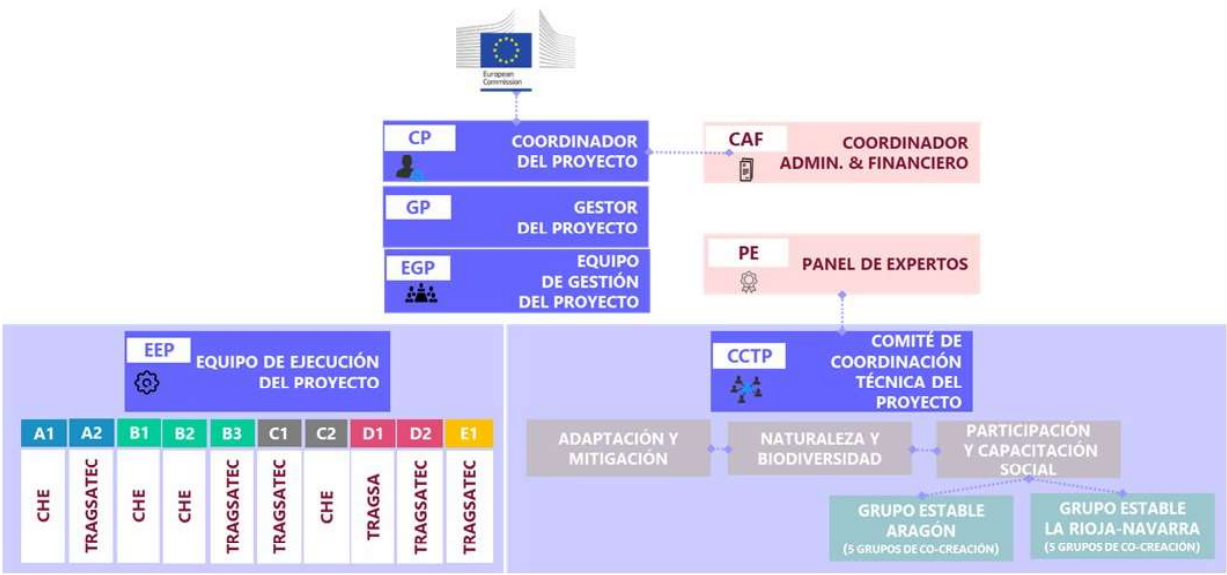 European
Commission
CP
COORDINADOR
DEL PROYECTO
CAF
COORDINADOR
ADMIN. & FINANCIERO
GP
GESTOR
DEL PROYECTO
EGP
EQUIPO
DE GESTIÓN
DEL PROYECTO
PE
PANEL DE EXPERTOS
EEP
EQUIPO DE EJECUCIÓN
DEL PROYECTO
A1 A2 B1 B2 B3 C1 C2 D1 D2 E1
CHE
TRAGSATEC
CHE
CHE
TRAGSATEC
TRAGSATEC
CHE
TRAGSA
TRAGSATEC
TRAGSATEC
CCTP
COMITÉ DE
COORDINACIÓN
TÉCNICA DEL
PROYECTO
ADAPTACIÓN Y
MITIGACIÓN
NATURALEZA Y
BIODIVERSIDAD
PARTICIPACIÓN
Y CAPACITACIÓN
SOCIAL
GRUPO ESTABLE
ARAGÓN
(5 GRUPOS DE CO-CREACIÓN)
GRUPO ESTABLE
LA RIOJA-NAVARRA
(5 GRUPOS DE CO-CREACIÓN)